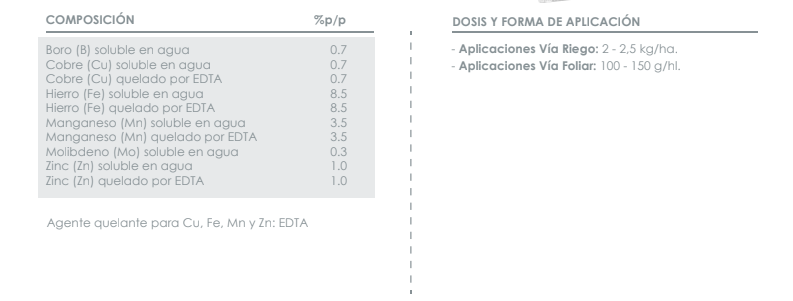 COMPOSICIÓN %p/p
Boro (B) soluble en agua 0.7
Cobre (Cu) soluble en agua 0.7
Cobre (Cu) quelado por EDTA 0.7
Hierro (Fe) soluble en agua 8.5
Hierro (Fe) quelado por EDTA 8.5
Manganeso (Mn) soluble en agua 3.5
Manganeso (Mn) quelado por EDTA 3.5
Molibdeno (Mo) soluble en agua 0.3
Zinc (Zn) soluble en agua 1.0
Zinc (Zn) quelado por EDTA 1.0
Agente quelante para Cu, Fe, Mn y Zn: EDTA
DOSIS Y FORMA DE APLICACIÓN
- Aplicaciones Vía Riego: 2 - 2,5 kg/ha.
- Aplicaciones Vía Foliar: 100 - 150 g/hl.